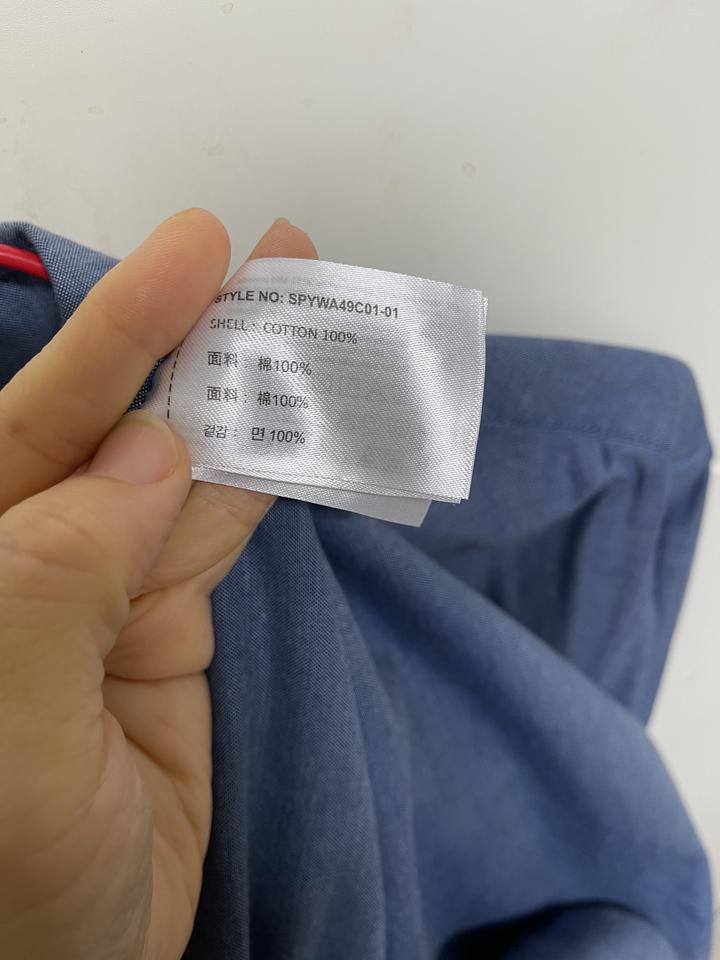 STYLE NO: SPYWA49C01-01
SHELL : COTTON 100%
面料 : 棉100%
面料 : 棉100%
겉감 : 면 100%